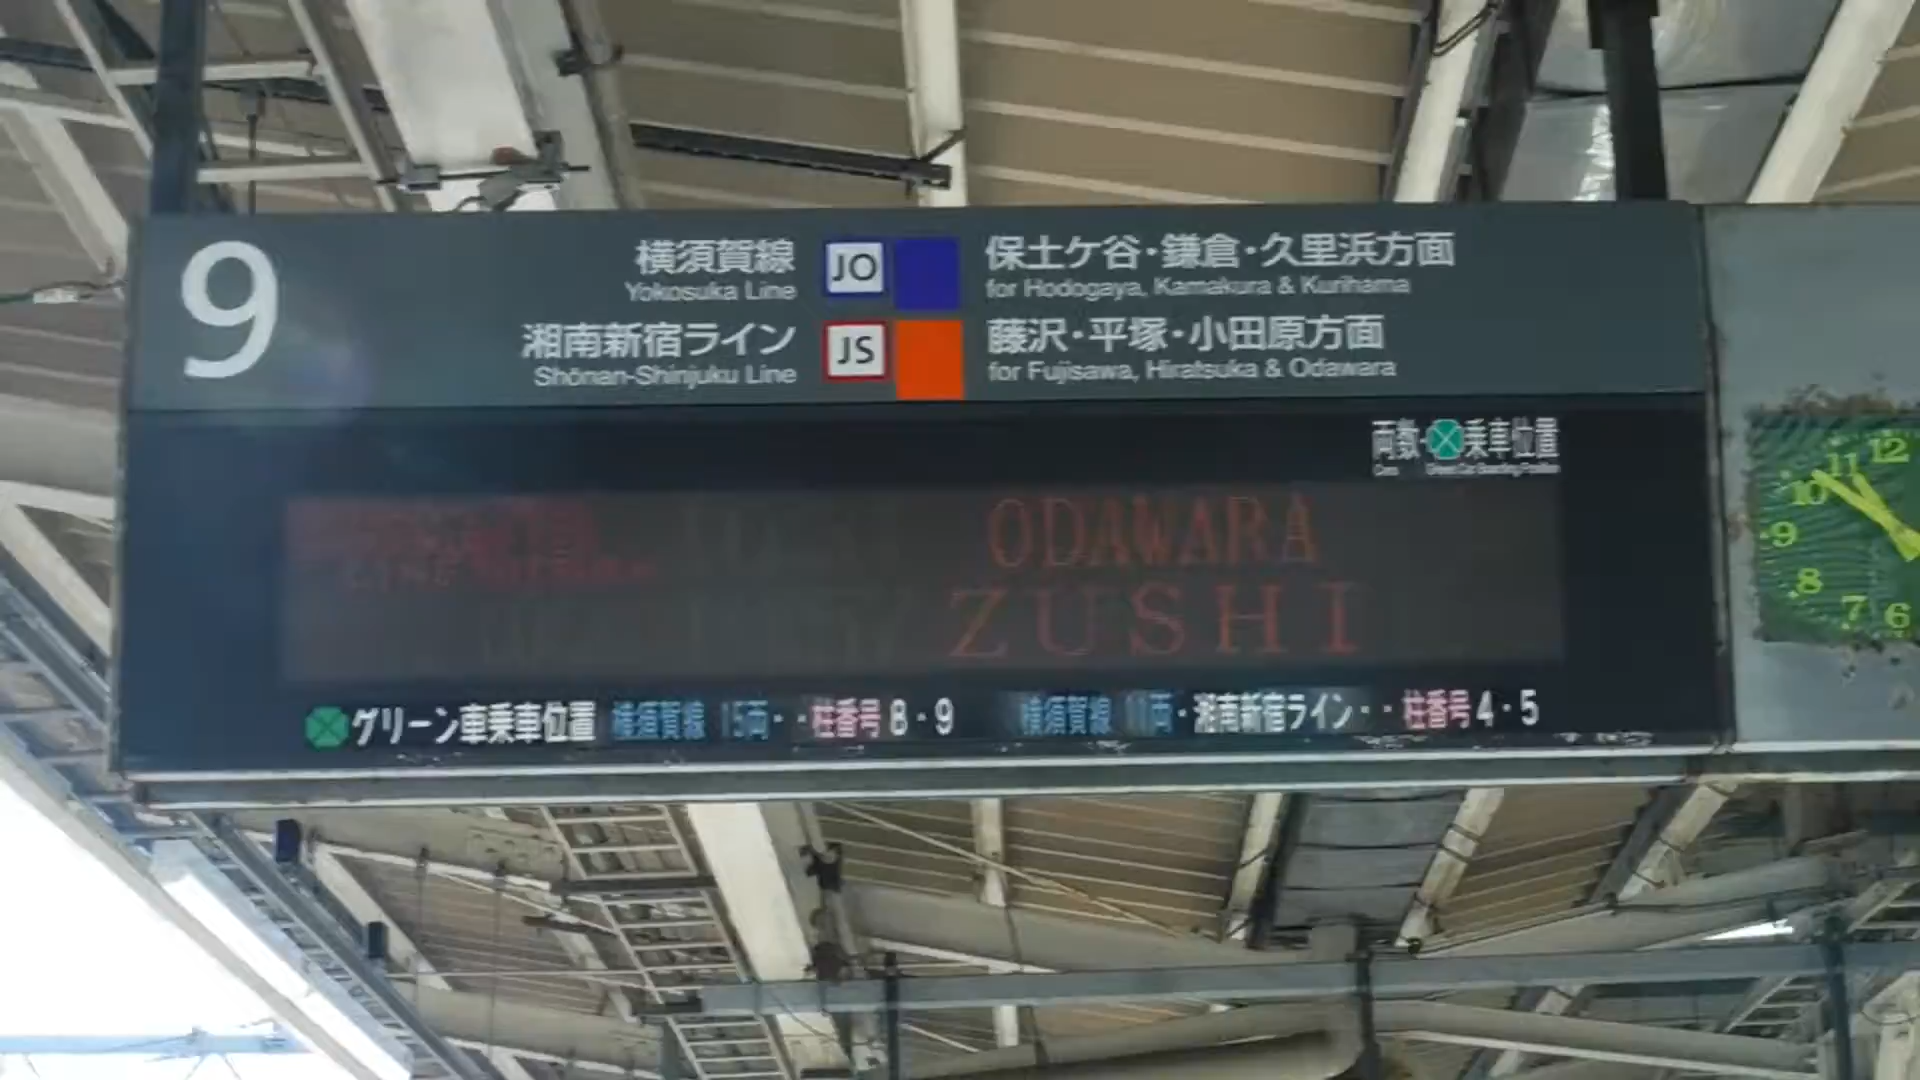 9
横須賀線 JO 保土ケ谷・鎌倉・久里浜方面
Yokosuka Line for Hodogaya, Kamakura & Kurihama
湘南新宿ライン JS 藤沢・平塚・小田原方面
Shōnan-Shinjuku Line for Fujisawa, Hiratsuka & Odawara
両数・乗車位置
ODAWARA
ZUSHI
グリーン車乗車位置 横須賀線 15両・・柱番号8・9 横須賀線 11両・湘南新宿ライン・・柱番号4・5
12
11
10
9
8
7 6